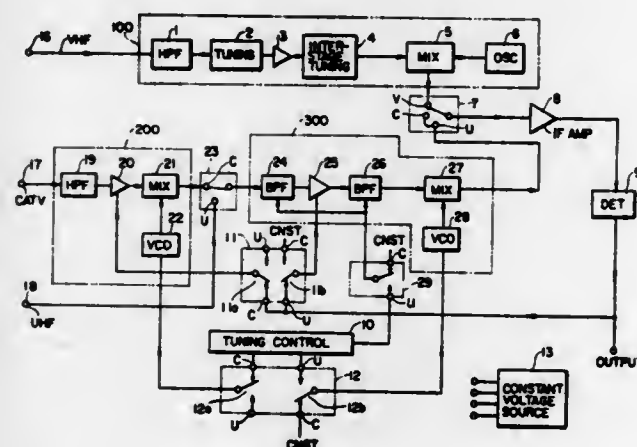 100
1
2
3
4
5
6
16
VHF
HPF
TUNING
INTER-
STAGE
TUNING
MIX
OSC
V
7
C
U
8
IF AMP
200
300
17
CATV
19
HPF
20
21
MIX
23
C
U
24
BPF
25
26
BPF
27
MIX
22
VCO
28
VCO
DET
9
11
U
CNST
C
11a
11b
C
U
CNST
C
29
U
18
UHF
10
TUNING CONTROL
OUTPUT
C
U
12
12a
12b
U
C
CNST
13
CONSTANT
VOLTAGE
SOURCE